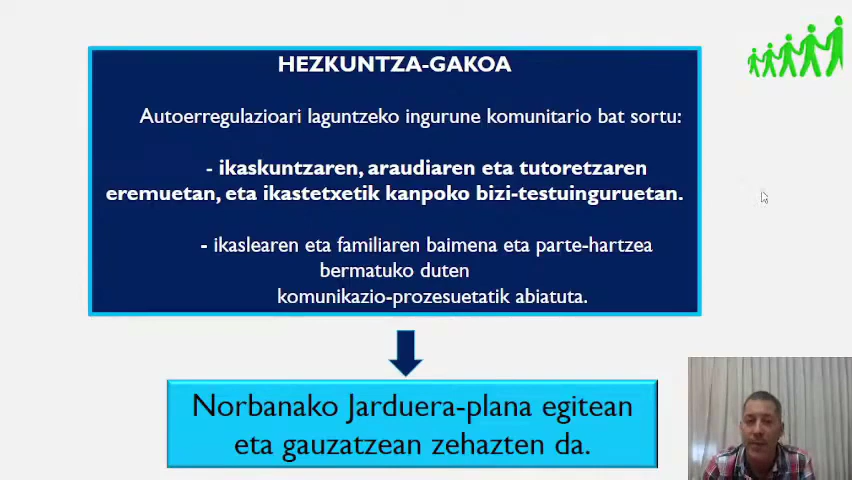 HEZKUNTZA-GAKOA
Autoerregulazioari laguntzeko ingurune komunitario bat sortu:
- ikaskuntzaren, araudiaren eta tutoretzaren
eremuetan, eta ikastetxetik kanpoko bizi-testuinguruetan.
- ikaslearen eta familiaren baimena eta parte-hartzea
bermatuko duten
komunikazio-prozesuetatik abiatuta.
Norbanako Jarduera-plana egitean
eta gauzatzean zehazten da.